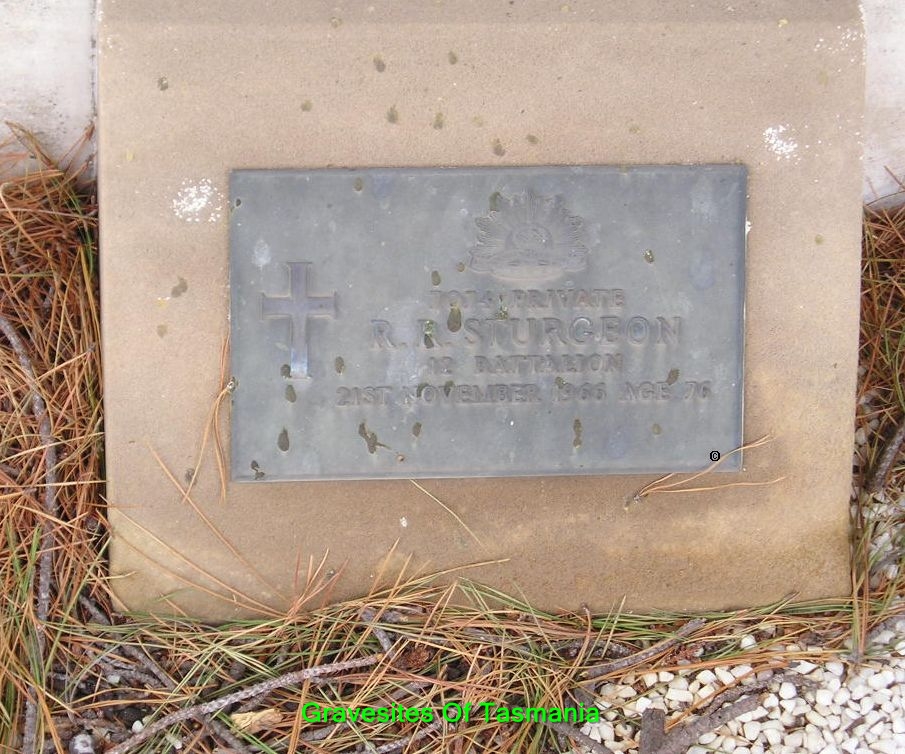 PRIVATE
R. R. STURGEON
12 BATTALION
21ST NOVEMBER 1966 AGE 76
©
Gravesites Of Tasmania